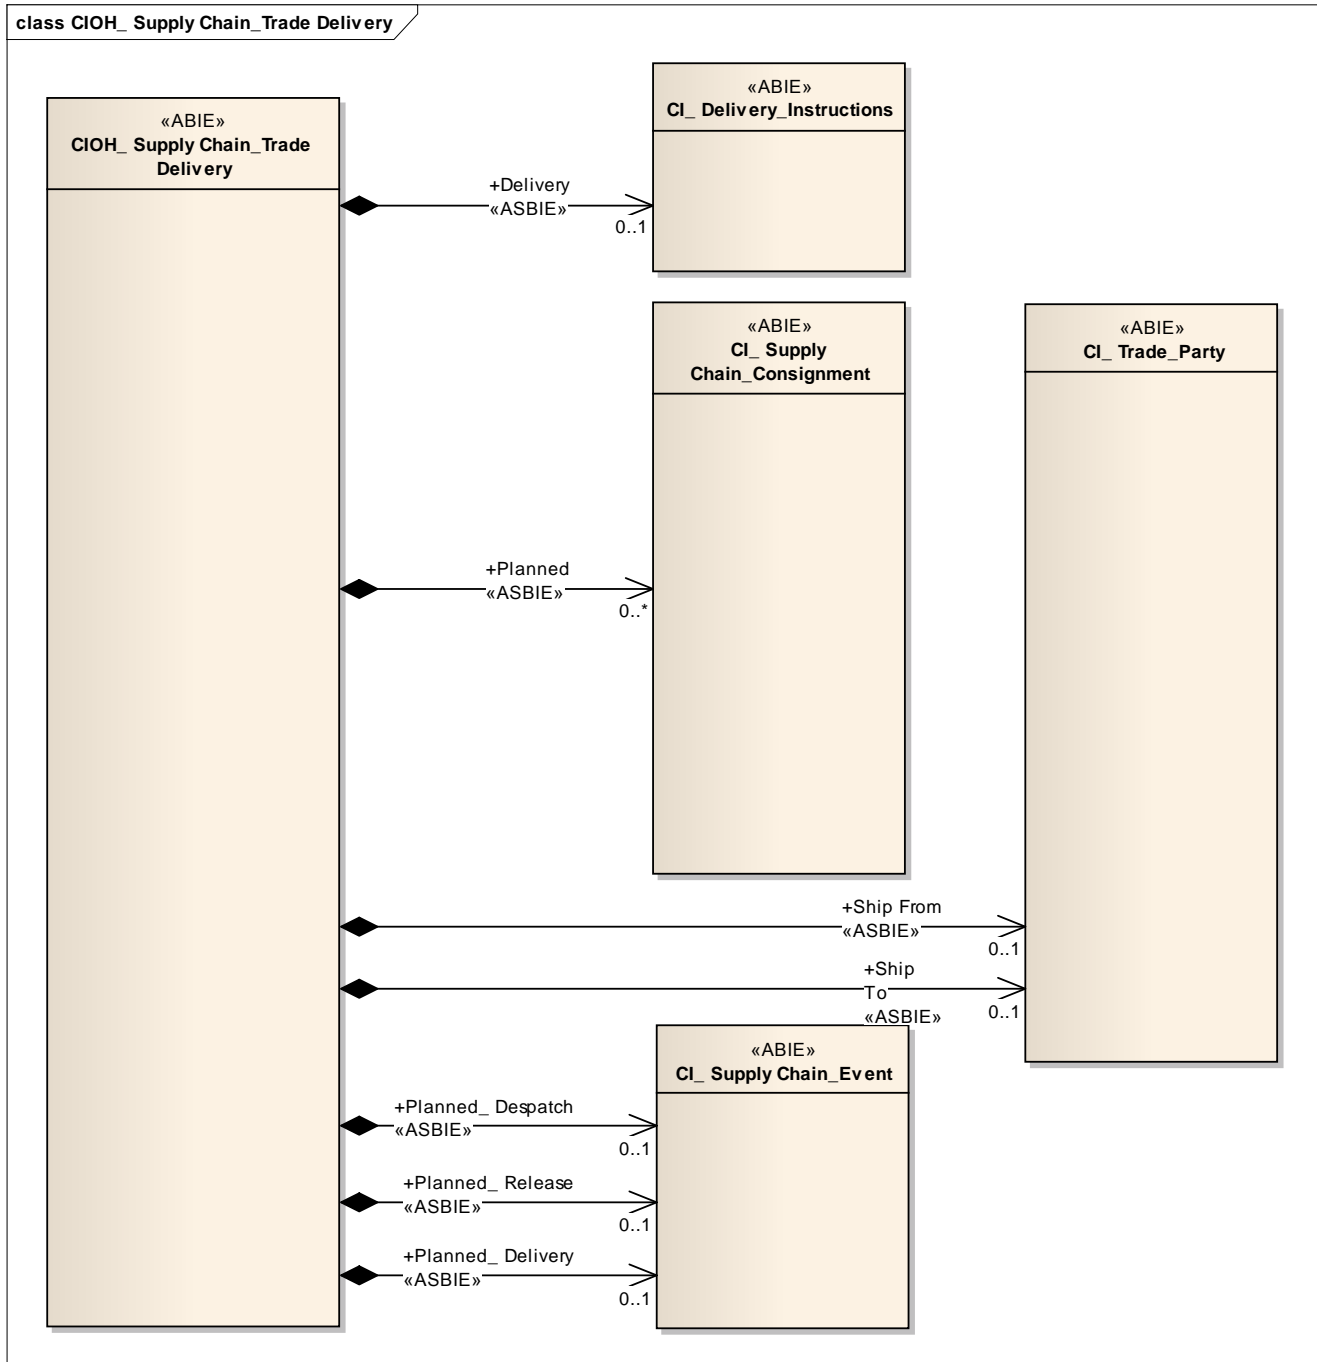 class CIOH_ Supply Chain_Trade Delivery
«ABIE»
CIOH_ Supply Chain_Trade
Delivery
«ABIE»
CI_ Delivery_Instructions
+Delivery
«ASBIE»
0..1
«ABIE»
CI_ Supply
Chain_Consignment
«ABIE»
CI_ Trade_Party
+Planned
«ASBIE»
0..*
+Ship From
«ASBIE»
0..1
+Ship
To
«ASBIE»
0..1
«ABIE»
CI_ Supply Chain_Event
+Planned_ Despatch
«ASBIE»
0..1
+Planned_ Release
«ASBIE»
0..1
+Planned_ Delivery
«ASBIE»
0..1